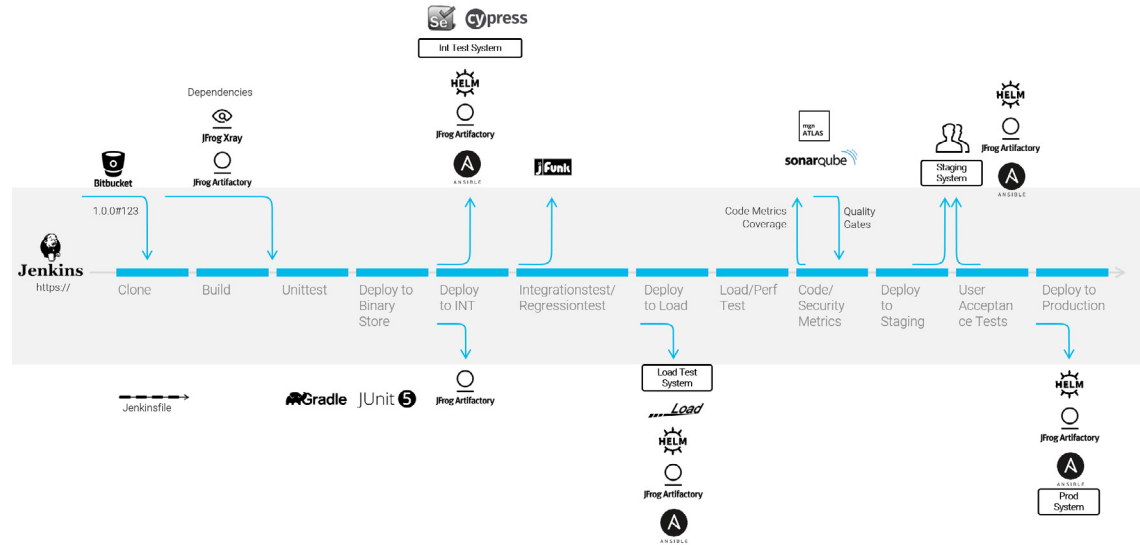 Se cypress
Int Test System
HELM
JFrog Artifactory
A
ANSIBLE
Dependencies
JFrog Xray
JFrog Artifactory
Bitbucket
1.0.0#123
jFunk
mgn
ATLAS
sonarqube
Code Metrics
Coverage
Quality
Gates
Staging
System
HELM
JFrog Artifactory
A
ANSIBLE
Jenkins
https://
Clone
Build
Unittest
Deploy to
Binary
Store
Deploy
to INT
Integrationstest/
Regressiontest
Deploy
to Load
Load/Perf
Test
Code/
Security
Metrics
Deploy
to
Staging
User
Acceptan
ce Tests
Deploy to
Production
Jenkinsfile
Gradle JUnit 5
JFrog Artifactory
Load Test
System
Load
HELM
JFrog Artifactory
A
ANSIBLE
HELM
JFrog Artifactory
A
ANSIBLE
Prod
System